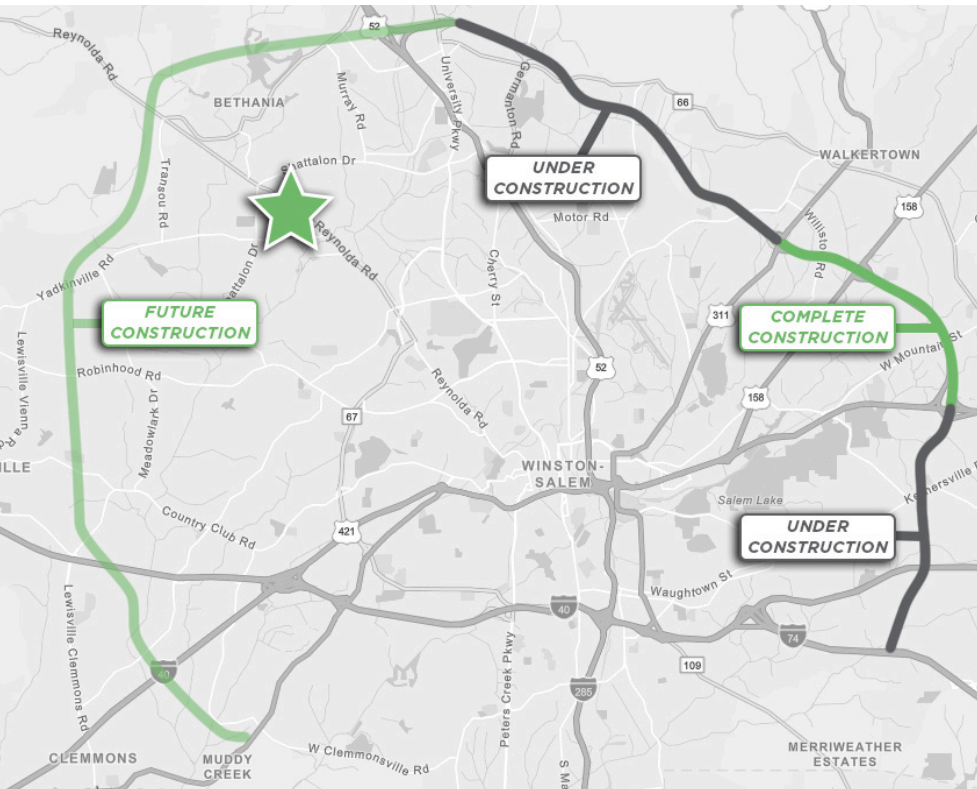 Reynolda Rd
52
University Pkwy
Germanton Rd
BETHANIA
Murray Rd
66
UNDER
CONSTRUCTION
WALKERTOWN
Transou Rd
hattalon Dr
158
Motor Rd
Williston Rd
Reynolda Rd
Yadkinville Rd
hattalon Dr
Cherry St
FUTURE
CONSTRUCTION
311
COMPLETE
CONSTRUCTION
W Mountain St
Lewisville Vienna Rd
Robinhood Rd
Meadowlark Dr
Reynolda Rd
52
158
67
LLE
WINSTON-
SALEM
Salem Lake
Kernersville R
Country Club Rd
421
UNDER
CONSTRUCTION
Lewisville Clemmons Rd
Waughtown St
40
74
40
Peters Creek Pkwy
109
285
CLEMMONS
MUDDY
CREEK
W Clemmonsville Rd
S Ma
MERRIWEATHER
ESTATES